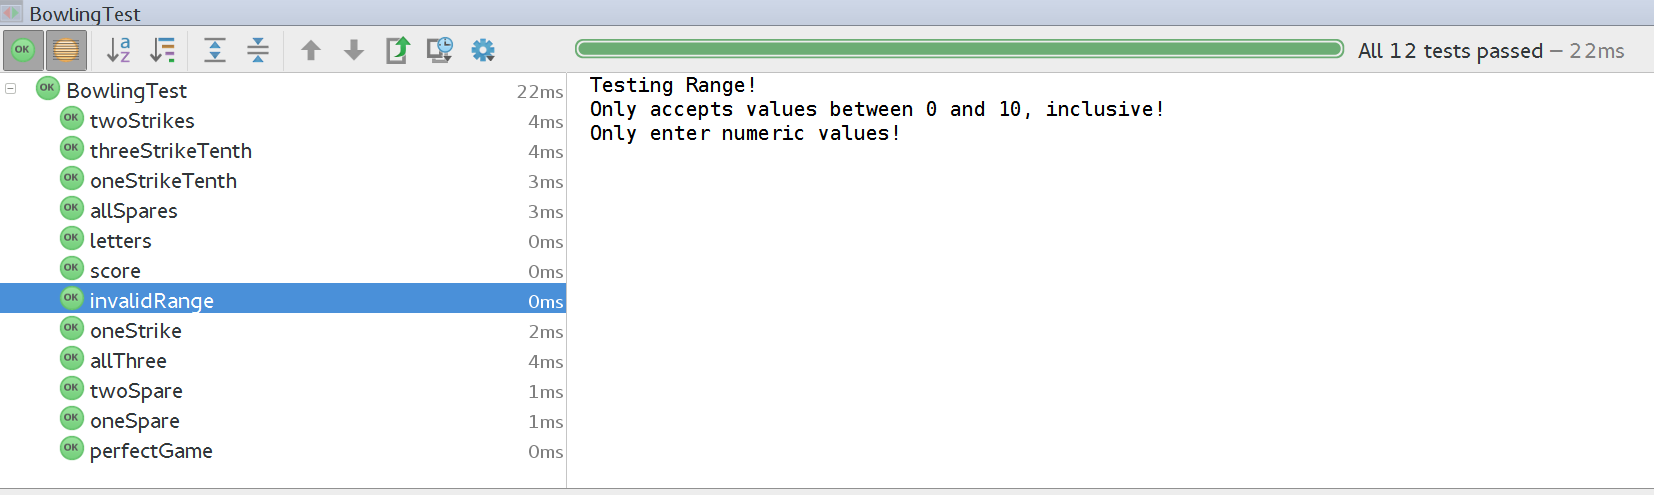 BowlingTest
OK All 12 tests passed – 22ms
OK BowlingTest 22ms
OK twoStrikes 4ms
OK threeStrikeTenth 4ms
OK oneStrikeTenth 3ms
OK allSpares 3ms
OK letters 0ms
OK score 0ms
OK invalidRange 0ms
OK oneStrike 2ms
OK allThree 4ms
OK twoSpare 1ms
OK oneSpare 1ms
OK perfectGame 0ms
Testing Range!
Only accepts values between 0 and 10, inclusive!
Only enter numeric values!